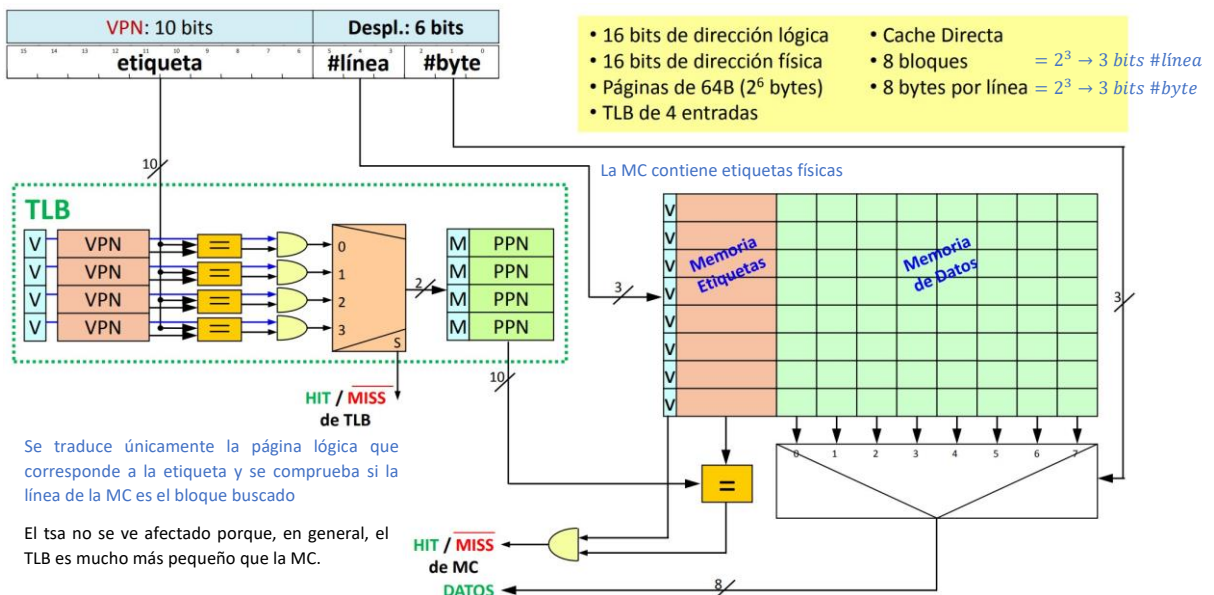 VPN: 10 bits
Despl.: 6 bits
15 14 13 12 11 10 9 8 7 6 5 4 3 2 1 0
etiqueta
#línea
#byte
• 16 bits de dirección lógica
• 16 bits de dirección física
• Páginas de 64B (2⁶ bytes)
• TLB de 4 entradas
• Cache Directa
• 8 bloques = 2³ → 3 bits #línea
• 8 bytes por línea = 2³ → 3 bits #byte
La MC contiene etiquetas físicas
10
TLB
V VPN = 0 M PPN
V VPN = 1 M PPN
V VPN = 2 M PPN
V VPN = 3 M PPN
2
S
10
HIT / MISS
de TLB
3
V
V
V
V
V
V
V
V
Memoria
Etiquetas
Memoria
de Datos
3
0 1 2 3 4 5 6 7
=
Se traduce únicamente la página lógica que
corresponde a la etiqueta y se comprueba si la
línea de la MC es el bloque buscado
El tsa no se ve afectado porque, en general, el
TLB es mucho más pequeño que la MC.
HIT / MISS
de MC
DATOS
8